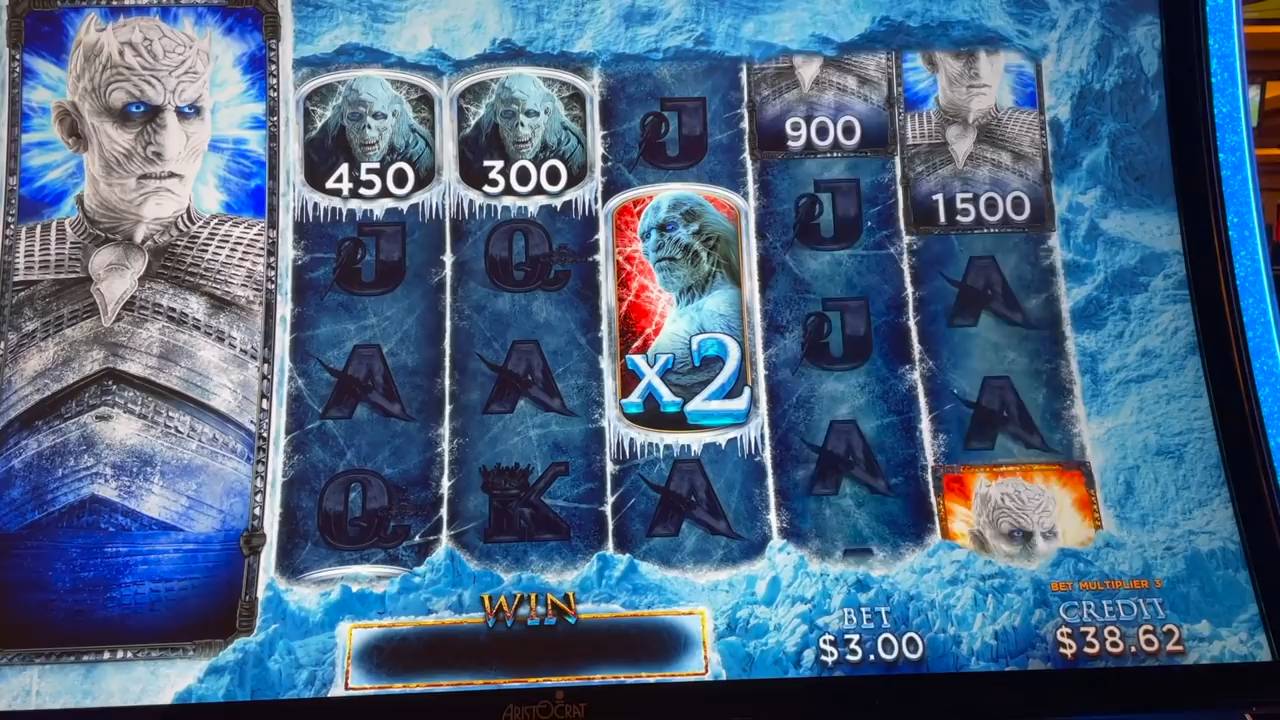 450
300
J
900
1500
J
Q
J
A
A
A
x2
J
A
Q
K
A
A
WIN
BET MULTIPLIER 3
BET
CREDIT
$3.00
$38.62
ARISTOCRAT